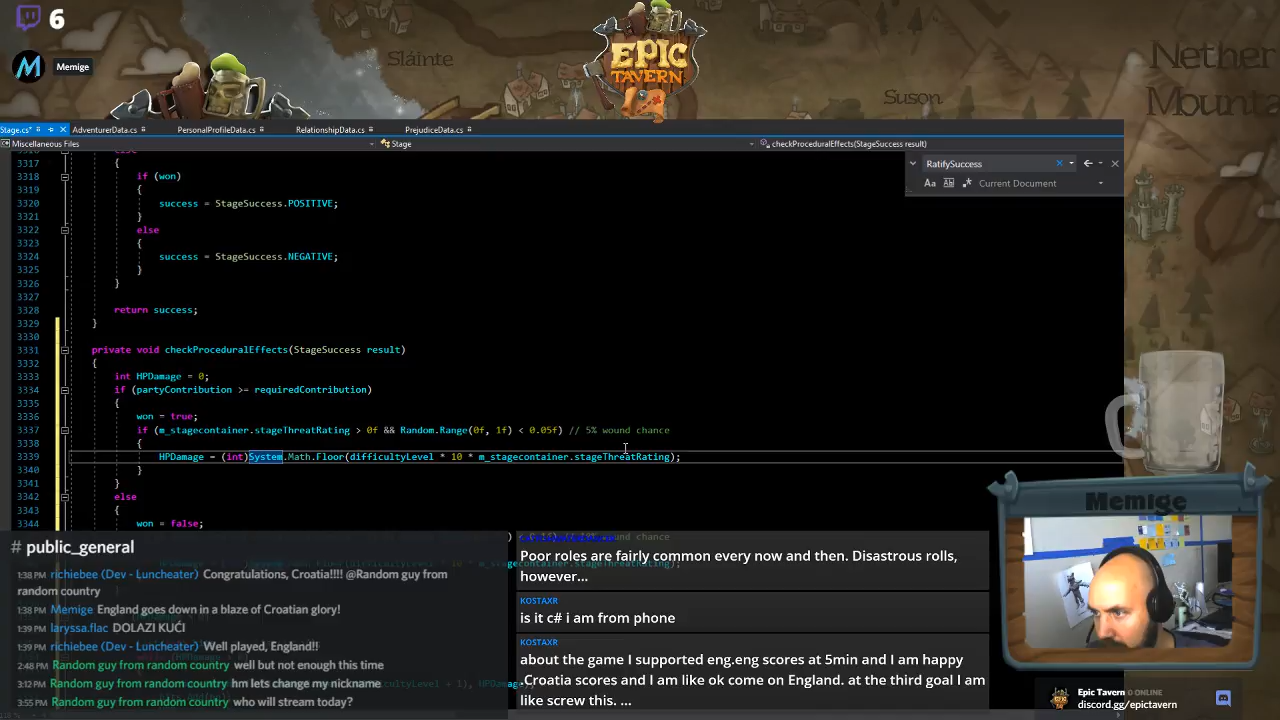 6
Memige
EPIC
TAVERN
Sláinte
Suson
Nether
Mounta
Stage.cs*
AdventurerData.cs
PersonalProfileData.cs
RelationshipData.cs
PrejudiceData.cs
Miscellaneous Files
Stage
checkProceduralEffects(StageSuccess result)
RatifySuccess
Aa
Current Document
else
3317 {
3318 if (won)
3319 {
3320 success = StageSuccess.POSITIVE;
3321 }
3322 else
3323 {
3324 success = StageSuccess.NEGATIVE;
3325 }
3326 }
3327
3328 return success;
3329 }
3330
3331 private void checkProceduralEffects(StageSuccess result)
3332 {
3333 int HPDamage = 0;
3334 if (partyContribution >= requiredContribution)
3335 {
3336 won = true;
3337 if (m_stagecontainer.stageThreatRating > 0f && Random.Range(0f, 1f) < 0.05f) // 5% wound chance
3338 {
3339 HPDamage = (int)System.Math.Floor(difficultyLevel * 10 * m_stagecontainer.stageThreatRating);
3340 }
3341 }
3342 else
3343 {
3344 won = false;
# public_general
1:38 PM richiebee (Dev - Luncheater) Congratulations, Croatia!!!! @Random guy from
random country
1:38 PM Memige England goes down in a blaze of Croatian glory!
1:39 PM laryssa.flac DOLAZI KUĆI
1:39 PM richiebee (Dev - Luncheater) Well played, England!!
2:48 PM Random guy from random country well but not enough this time
3:12 PM Random guy from random country hm lets change my nickname
3:55 PM Random guy from random country who will stream today?
Poor roles are fairly common every now and then. Disastrous rolls,
however...
KOSTAXR
is it c# i am from phone
KOSTAXR
about the game I supported eng.eng scores at 5min and I am happy
.Croatia scores and I am like ok come on England. at the third goal I am
like screw this. ...
Memige
Epic Tavern 0 ONLINE
discord.gg/epictavern